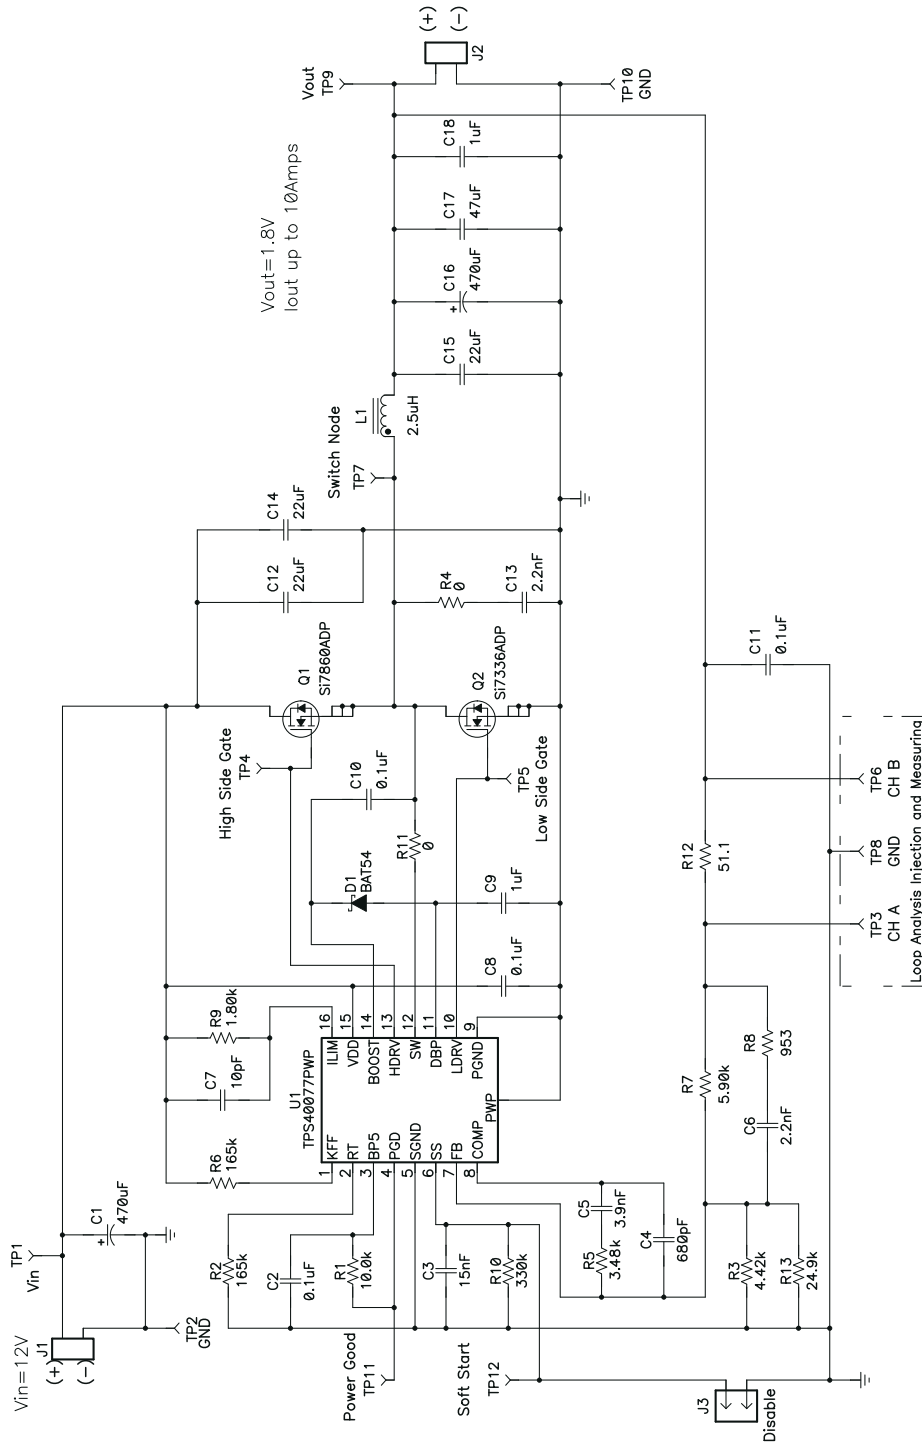 Vin=12V
J1
(+)
(−)
TP1
Vin
TP2
GND
C1
470uF
R6
165k
C7
10pF
R9
1.80k
R2
165k
C2
0.1uF
R1
10.0k
Power Good
TP11
C3
15nF
R10
330k
Soft Start
TP12
J3
Disable
U1
TPS40077PWP
1
KFF
2
RT
3
BP5
4
PGD
5
SGND
6
SS
7
FB
8
COMP
16
ILIM
15
VDD
14
BOOST
13
HDRV
12
SW
11
DBP
10
LDRV
9
PGND
PWP
D1
BAT54
C10
0.1uF
R11
0
C8
0.1uF
C9
1uF
High Side Gate
TP4
Q1
Si7860ADP
Low Side Gate
TP5
Q2
Si7336ADP
C12
22uF
C14
22uF
R4
0
C13
2.2nF
Switch Node
TP7
L1
2.5uH
Vout=1.8V
Iout up to 10Amps
C15
22uF
C16
470uF
+
C17
47uF
C18
1uF
Vout
TP9
J2
(+)
(−)
TP10
GND
R5
3.48k
C5
3.9nF
C4
680pF
R3
4.42k
R13
24.9k
R7
5.90k
C6
2.2nF
R8
953
R12
51.1
C11
0.1uF
TP3
CH A
TP8
GND
TP6
CH B
Loop Analysis Injection and Measuring
+